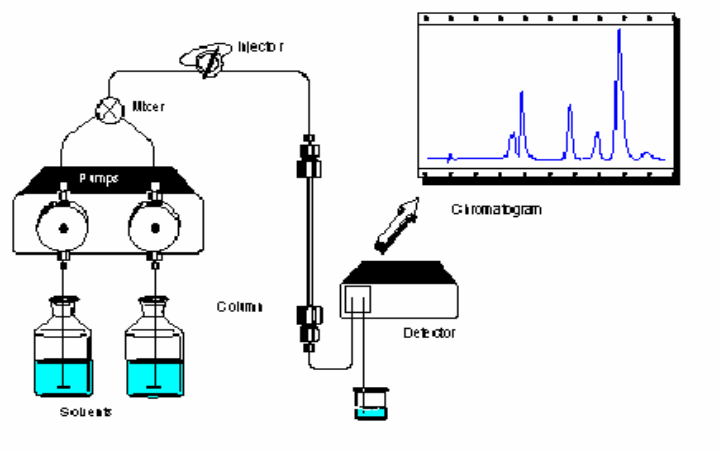 Injector
Mixer
Pumps
Chromatogram
Column
Detector
Solvents